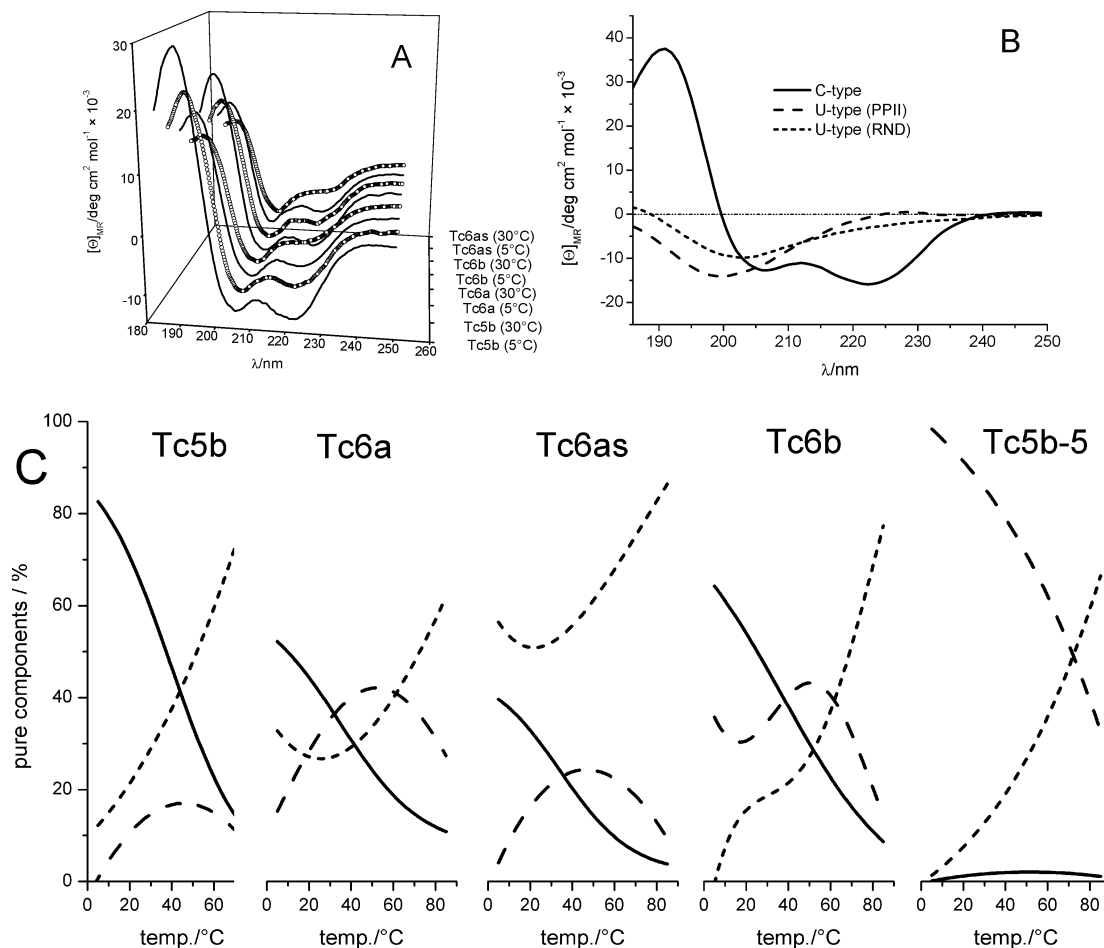 A
30
20
10
0
-10
[Θ]MR/deg cm² mol⁻¹ × 10⁻³
180 190 200 210 220 230 240 250 260
λ/nm
Tc6as (30°C)
Tc6as (5°C)
Tc6b (30°C)
Tc6b (5°C)
Tc6a (30°C)
Tc6a (5°C)
Tc5b (30°C)
Tc5b (5°C)
B
40
30
20
10
0
-10
-20
[Θ]MR/deg cm² mol⁻¹ × 10⁻³
C-type
U-type (PPII)
U-type (RND)
190 200 210 220 230 240 250
λ/nm
C
Tc5b Tc6a Tc6as Tc6b Tc5b-5
100
80
60
40
20
0
pure components / %
0 20 40 60 0 20 40 60 80 0 20 40 60 80 0 20 40 60 80 0 20 40 60 80
temp./°C temp./°C temp./°C temp./°C temp./°C